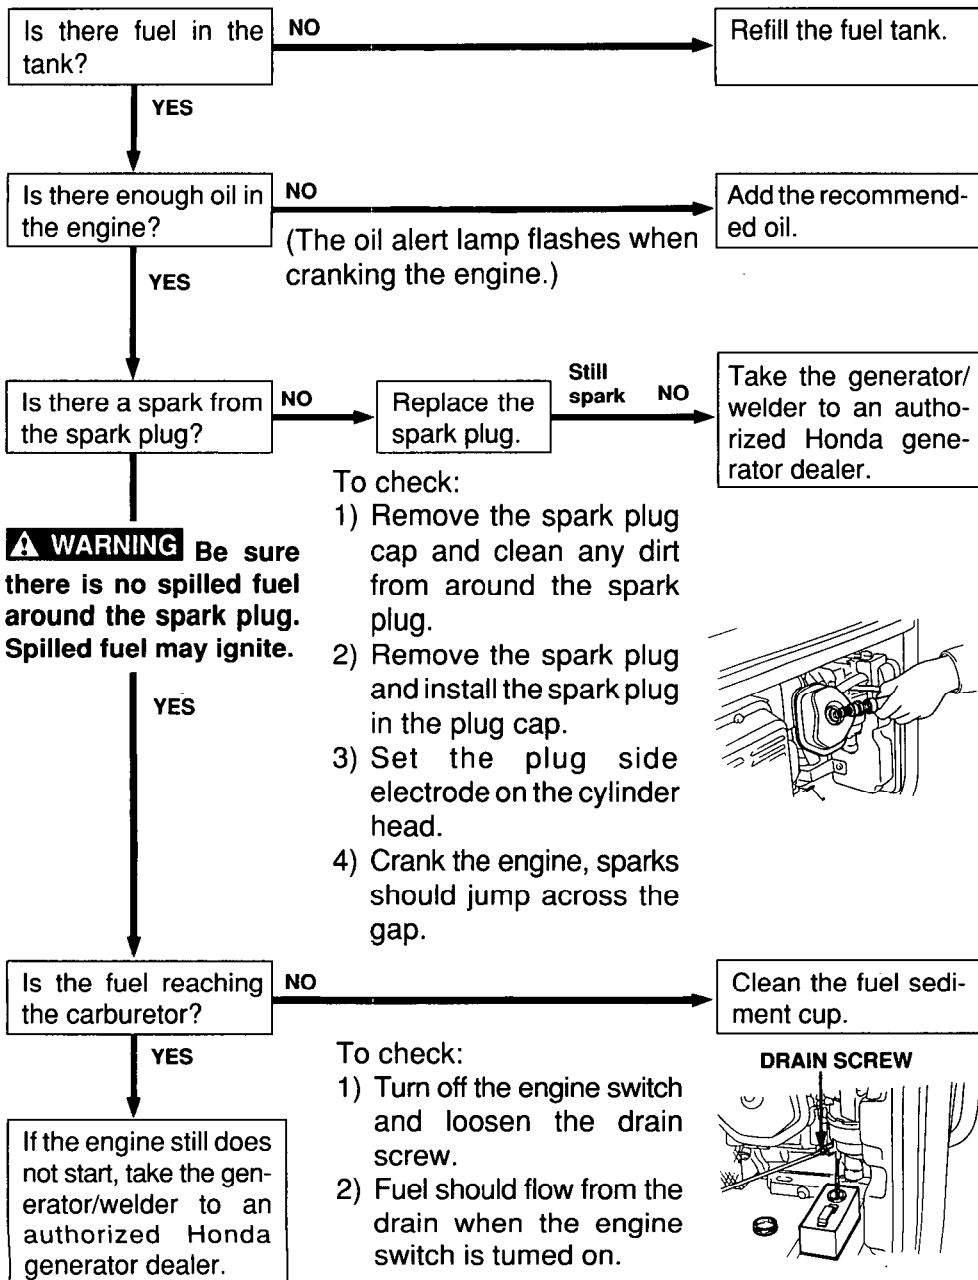 Is there fuel in the
tank?
NO
Refill the fuel tank.
YES
Is there enough oil in
the engine?
NO
(The oil alert lamp flashes when
cranking the engine.)
Add the recommend-
ed oil.
YES
Is there a spark from
the spark plug?
NO
Replace the
spark plug.
Still
spark NO
Take the generator/
welder to an autho-
rized Honda gene-
rator dealer.
WARNING Be sure
there is no spilled fuel
around the spark plug.
Spilled fuel may ignite.
YES
To check:
1) Remove the spark plug
cap and clean any dirt
from around the spark
plug.
2) Remove the spark plug
and install the spark plug
in the plug cap.
3) Set the plug side
electrode on the cylinder
head.
4) Crank the engine, sparks
should jump across the
gap.
Is the fuel reaching
the carburetor?
NO
Clean the fuel sedi-
ment cup.
YES
To check:
1) Turn off the engine switch
and loosen the drain
screw.
2) Fuel should flow from the
drain when the engine
switch is tumed on.
DRAIN SCREW
If the engine still does
not start, take the gen-
erator/welder to an
authorized Honda
generator dealer.